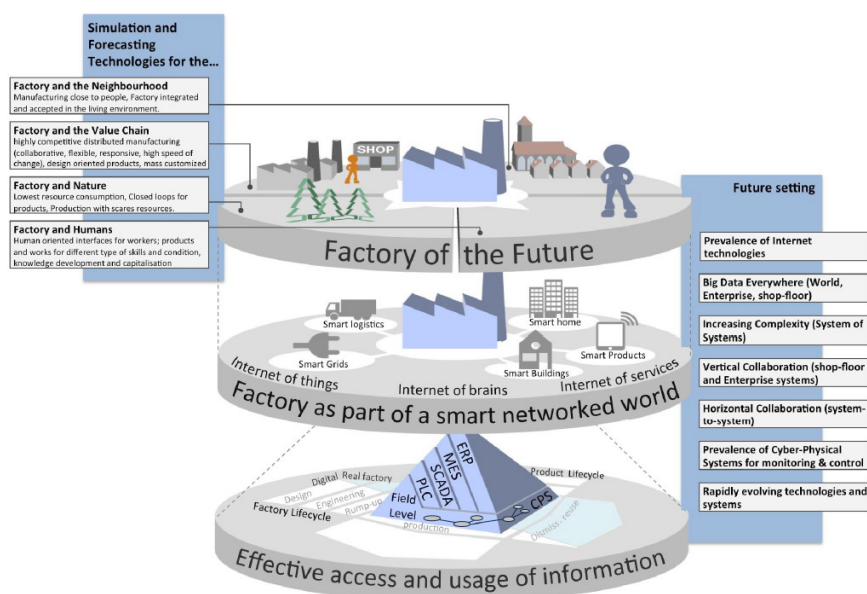 Simulation and
Forecasting
Technologies for the...
Factory and the Neighbourhood
Manufacturing close to people, Factory integrated
and accepted in the living environment.
Factory and the Value Chain
highly competitive distributed manufacturing
(collaborative, flexible, responsive, high speed of
change), design oriented products, mass customized
Factory and Nature
Lowest resource consumption, Closed loops for
products, Production with scares resources.
Factory and Humans
Human oriented interfaces for workers; products
and works for different type of skills and condition,
knowledge development and capitalisation
SHOP
Factory of the Future
Future setting
Prevalence of Internet
technologies
Big Data Everywhere (World,
Enterprise, shop-floor)
Increasing Complexity (System of
Systems)
Vertical Collaboration (shop-floor
and Enterprise systems)
Horizontal Collaboration (system-
to-system)
Prevalence of Cyber-Physical
Systems for monitoring & control
Rapidly evolving technologies and
systems
Smart logistics
Smart home
Smart Grids
Smart Buildings
Smart Products
Internet of things
Internet of brains
Internet of services
Factory as part of a smart networked world
ERP
MES
SCADA
PLC
Field
Level
CPS
Digital Real factory
Product Lifecycle
Design
Engineering
Rump-up
Factory Lifecycle
production
Dismiss. reuse
Effective access and usage of information